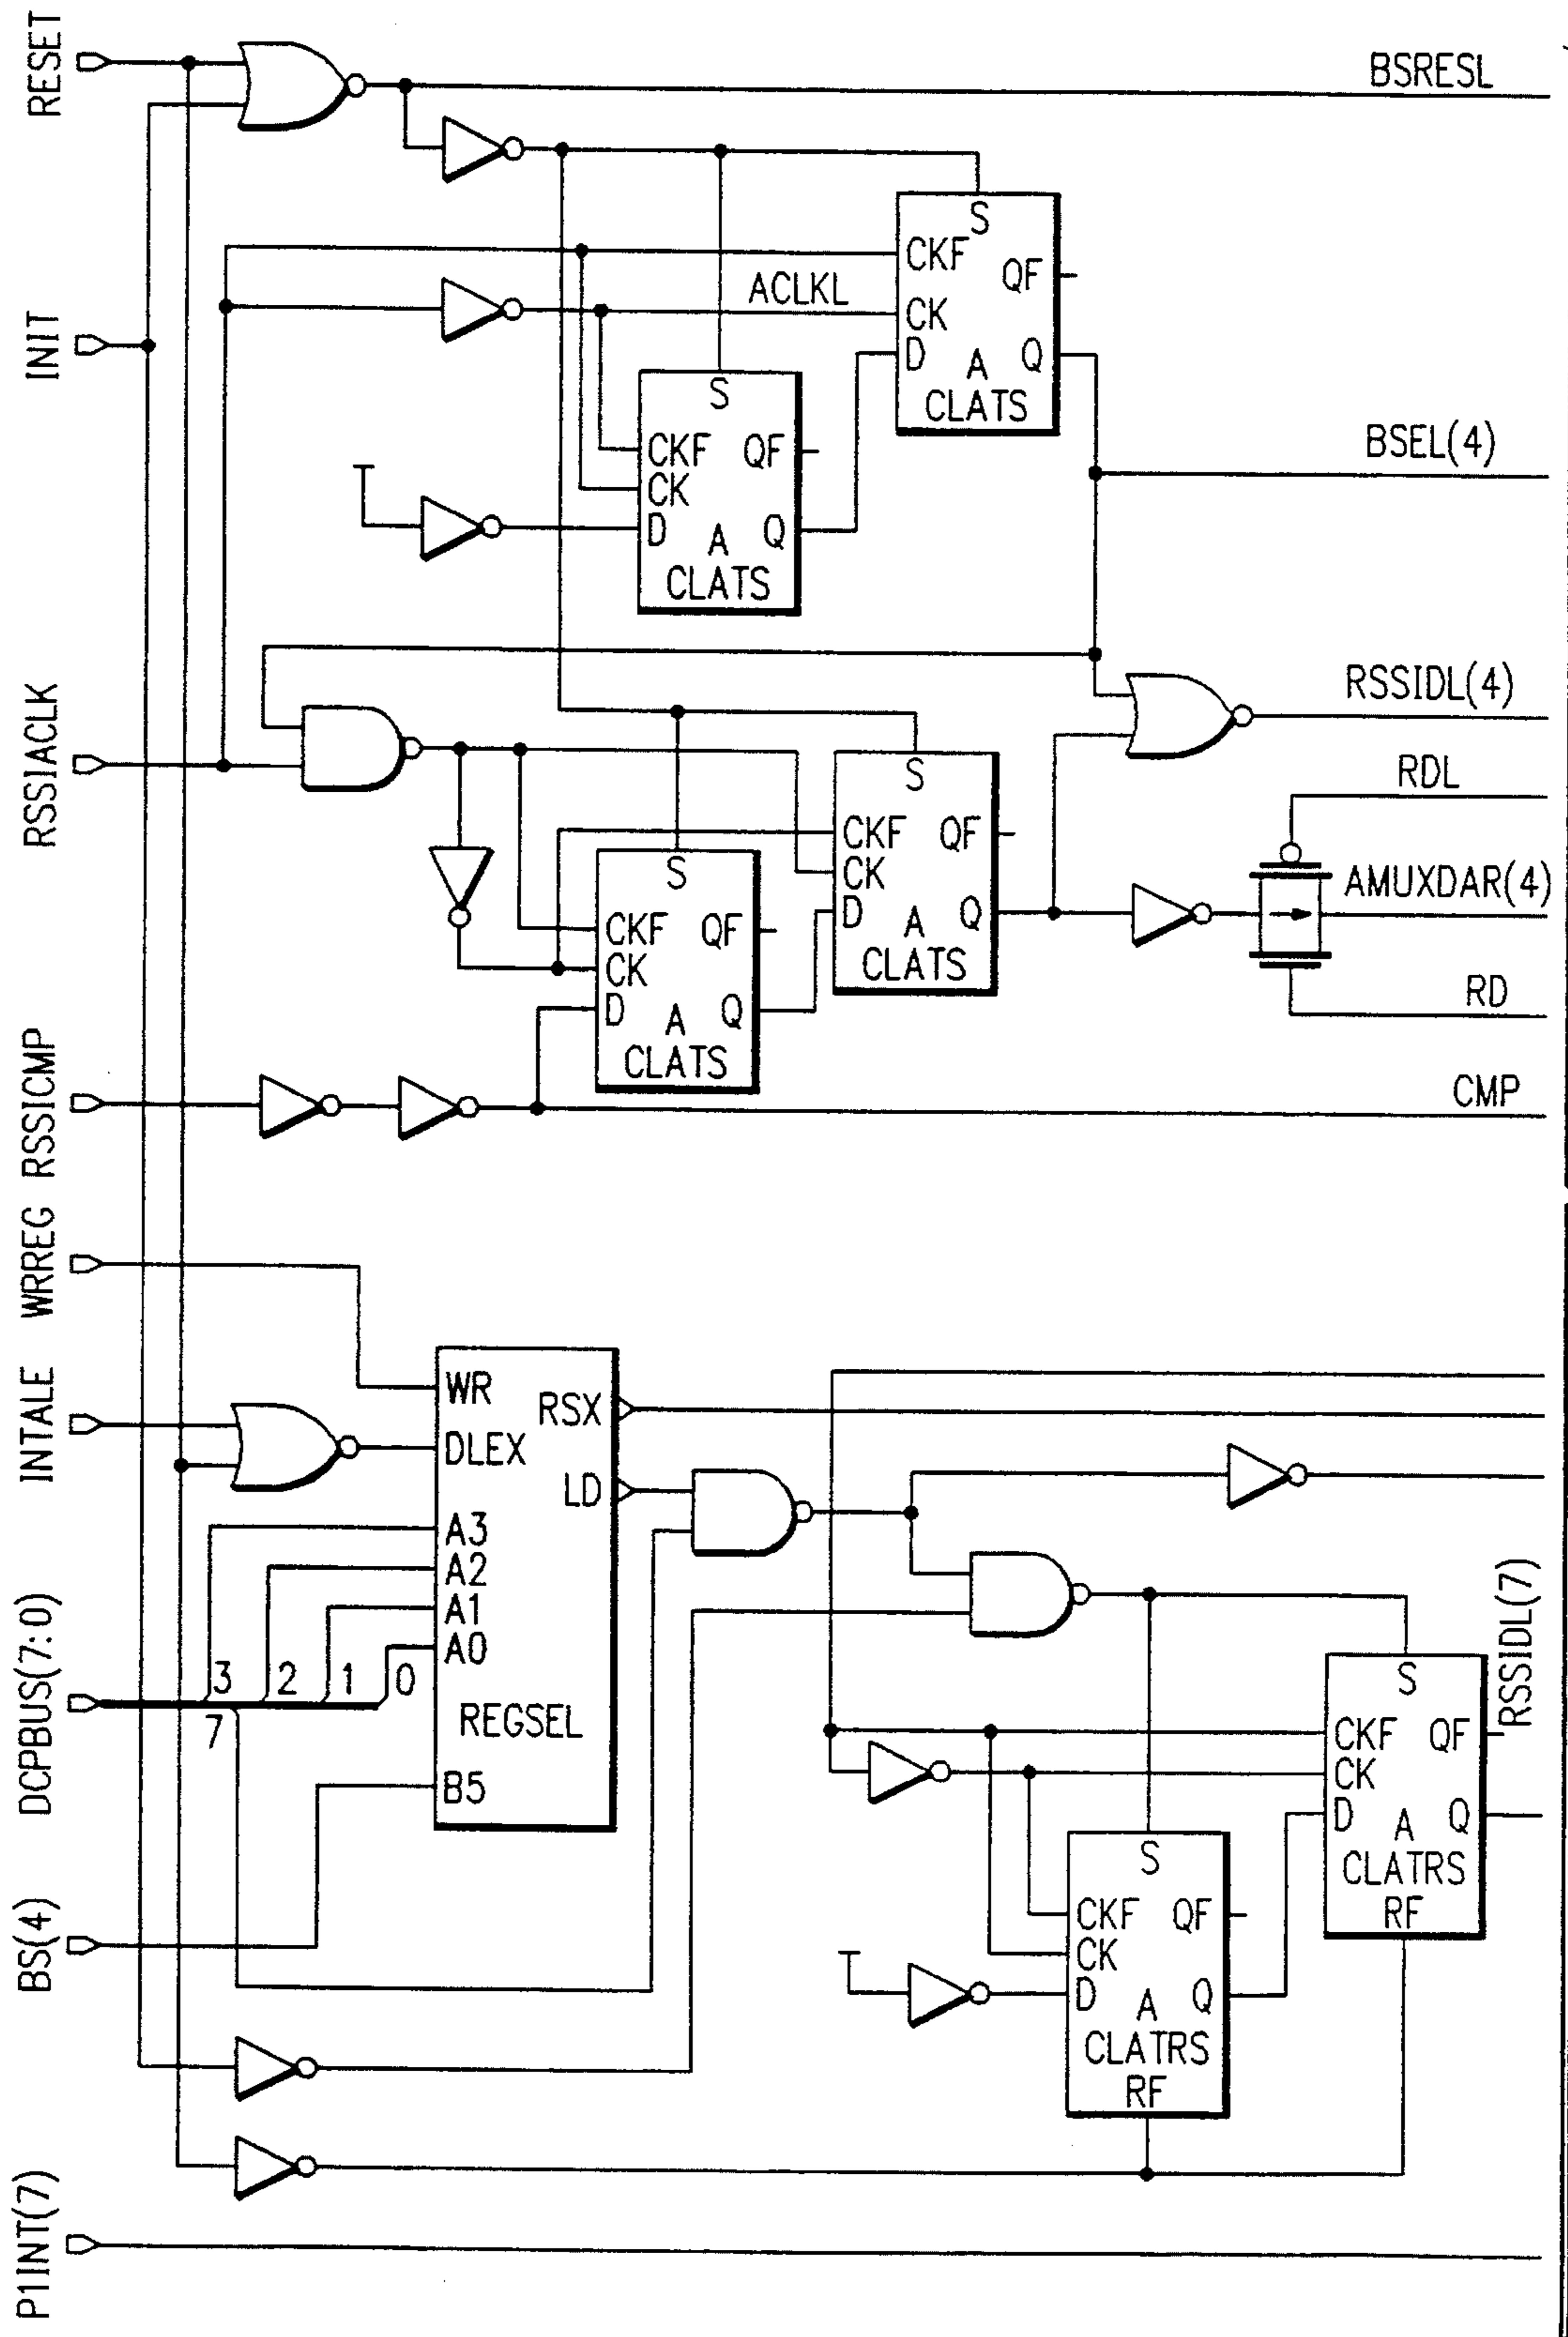 RESET
BSRESL
S
CKF
QF
ACLKL
CK
INIT
D
A
Q
CLATS
S
CKF
QF
BSEL(4)
CK
D
A
Q
CLATS
RSSIDL(4)
RSSIACLK
RDL
S
CKF
QF
CK
S
AMUXDAR(4)
D
A
Q
CKF
QF
CLATS
CK
RD
D
A
Q
CLATS
RSSICMP
CMP
WRREG
INTALE
WR
RSX
DLEX
LD
A3
A2
A1
A0
DCPBUS(7:0)
3
2
1
0
7
REGSEL
B5
RSSIDL(7)
S
CKF
QF
CK
D
A
Q
CLATRS
RF
S
CKF
QF
CK
D
A
Q
CLATRS
RF
BS(4)
P1INT(7)